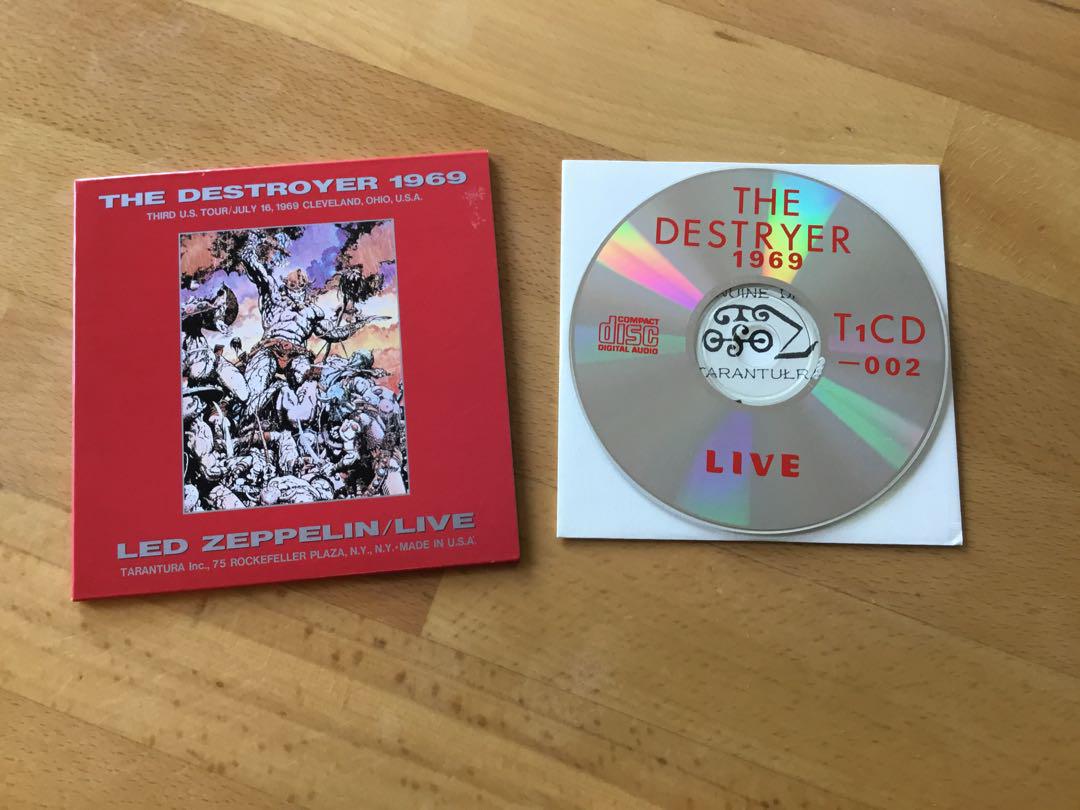 THE DESTROYER 1969
THIRD U.S. TOUR/JULY 16, 1969 CLEVELAND, OHIO, U.S.A.
LED ZEPPELIN/LIVE
TARANTURA Inc., 75 ROCKEFELLER PLAZA, N.Y., N.Y.·MADE IN U.S.A.
THE
DESTRYER
1969
COMPACT
disc
DIGITAL AUDIO
T1CD
—002
LIVE